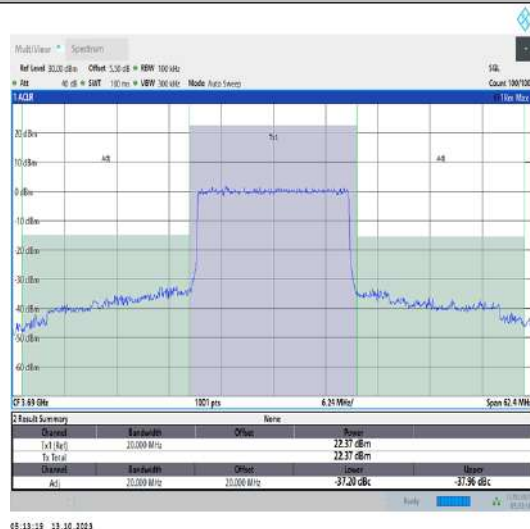 MultiView Spectrum
Ref Level 30.00 dBm Offset 5.50 dB RBW 100 kHz SGL
Att 40 dB SWT 100 ms VBW 300 kHz Mode Auto Sweep Count 100/100
1 ACLR 1Rm Max
20 dBm
Tx1
10 dBm Adj Adj
0 dBm
-10 dBm
-20 dBm
-30 dBm
-40 dBm
-50 dBm
-60 dBm
CF 3.69 GHz 1001 pts 6.24 MHz/ Span 62.4 MHz
2 Result Summary None
Channel Bandwidth Offset Power
Tx1 (Ref) 20.000 MHz 22.37 dBm
Tx Total 22.37 dBm
Channel Bandwidth Offset Lower Upper
Adj 20.000 MHz 20.000 MHz -37.20 dBc -37.96 dBc
Ready
05:13:19 13.10.2023